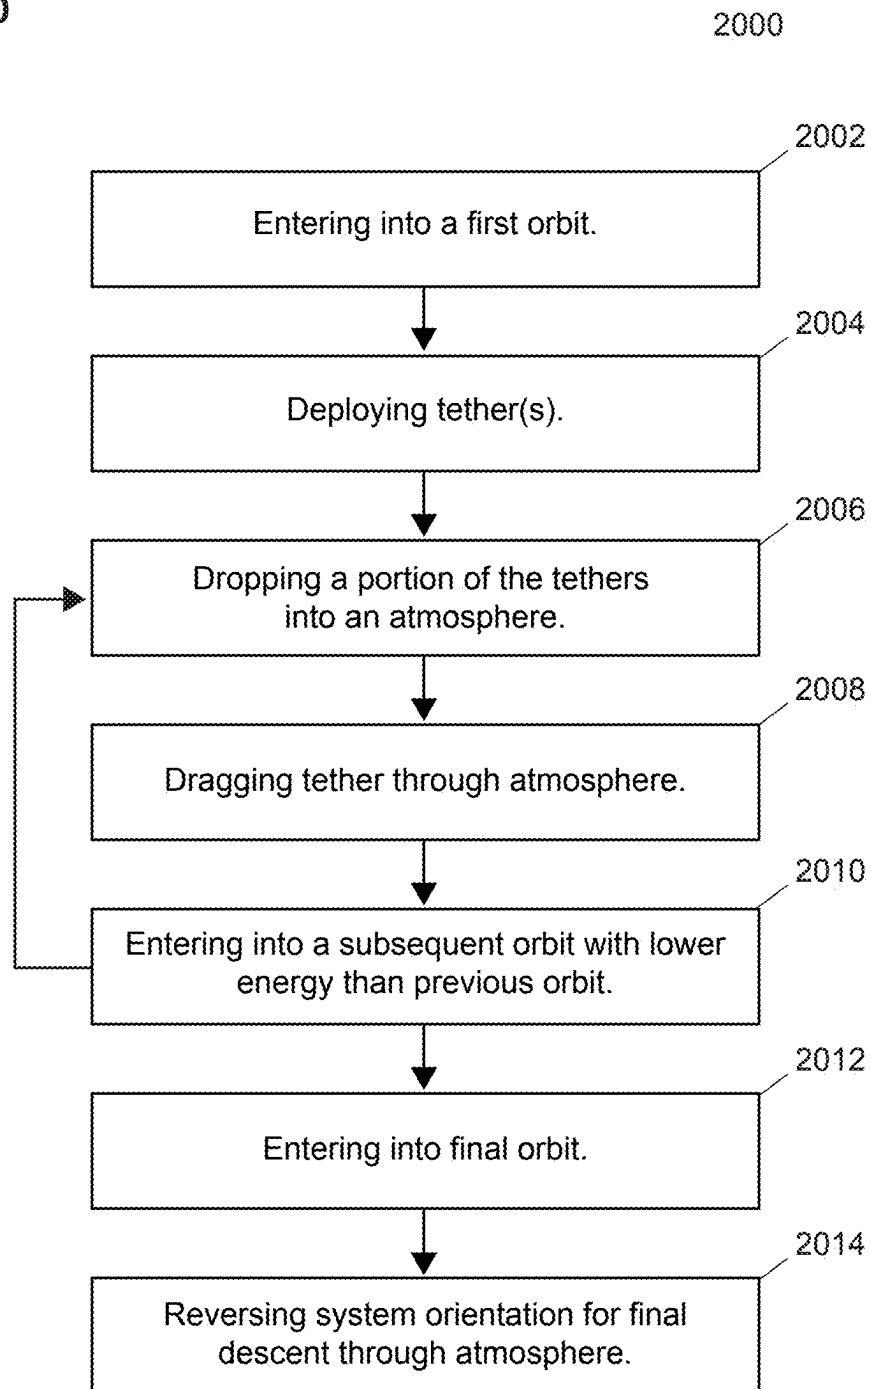 2000
2002
Entering into a first orbit.
2004
Deploying tether(s).
2006
Dropping a portion of the tethers
into an atmosphere.
2008
Dragging tether through atmosphere.
2010
Entering into a subsequent orbit with lower
energy than previous orbit.
2012
Entering into final orbit.
2014
Reversing system orientation for final
descent through atmosphere.